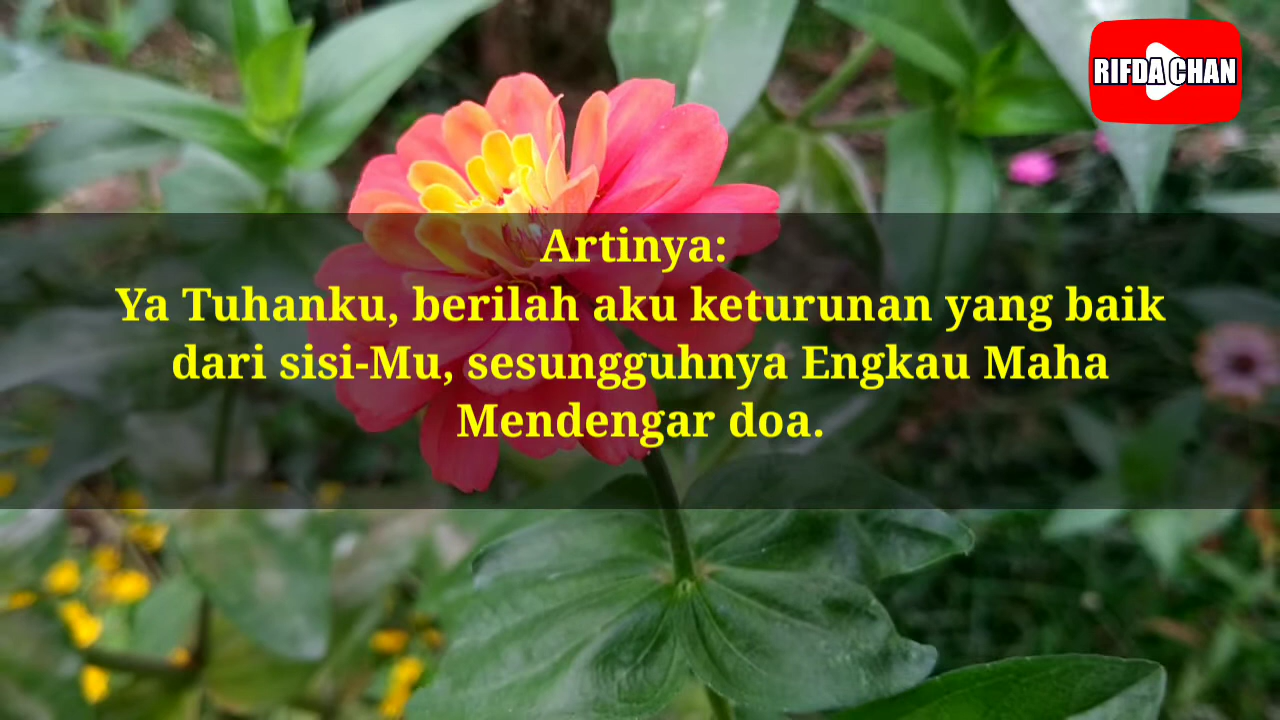 RIFDA CHAN
Artinya:
Ya Tuhanku, berilah aku keturunan yang baik
dari sisi-Mu, sesungguhnya Engkau Maha
Mendengar doa.